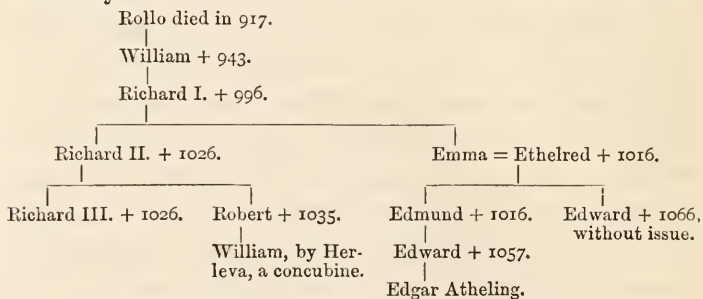 Rollo died in 917.
William + 943.
Richard I. + 996.
Richard II. + 1026.
Emma = Ethelred + 1016.
Richard III. + 1026.
Robert + 1035.
Edmund + 1016.
Edward + 1066,
without issue.
William, by Her-
leva, a concubine.
Edward + 1057.
Edgar Atheling.